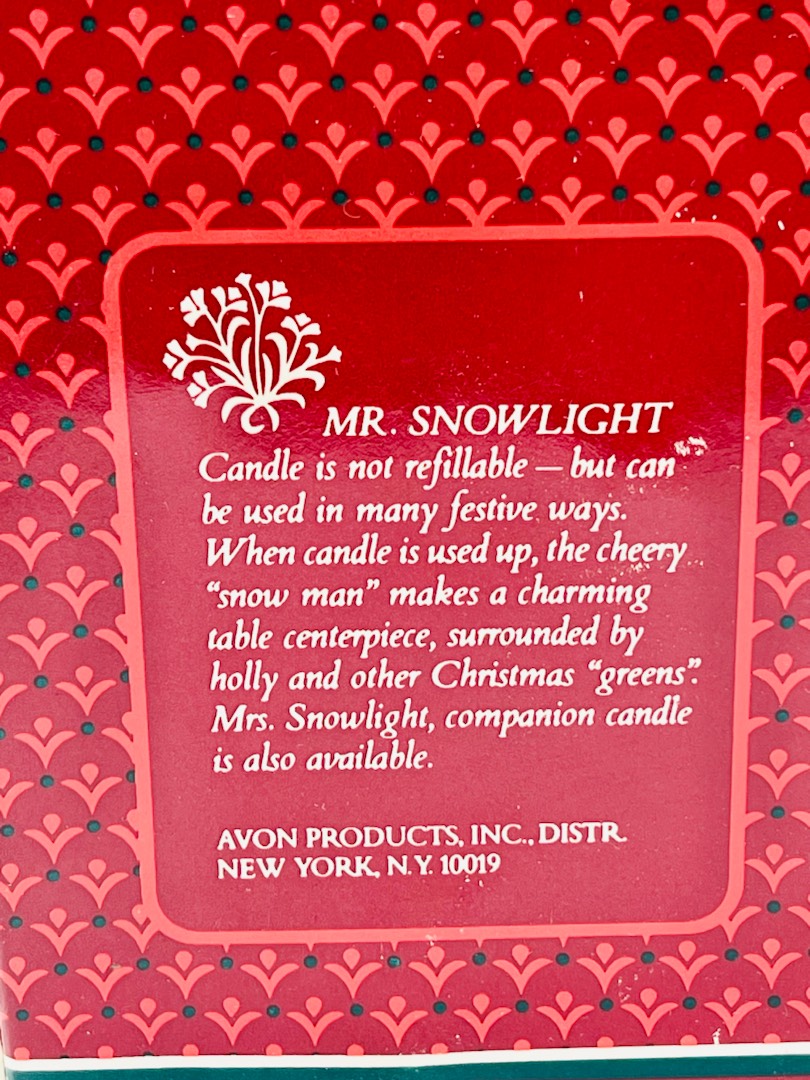 MR. SNOWLIGHT
Candle is not refillable — but can
be used in many festive ways.
When candle is used up, the cheery
“snow man” makes a charming
table centerpiece, surrounded by
holly and other Christmas “greens”.
Mrs. Snowlight, companion candle
is also available.
AVON PRODUCTS, INC., DISTR.
NEW YORK, N.Y. 10019